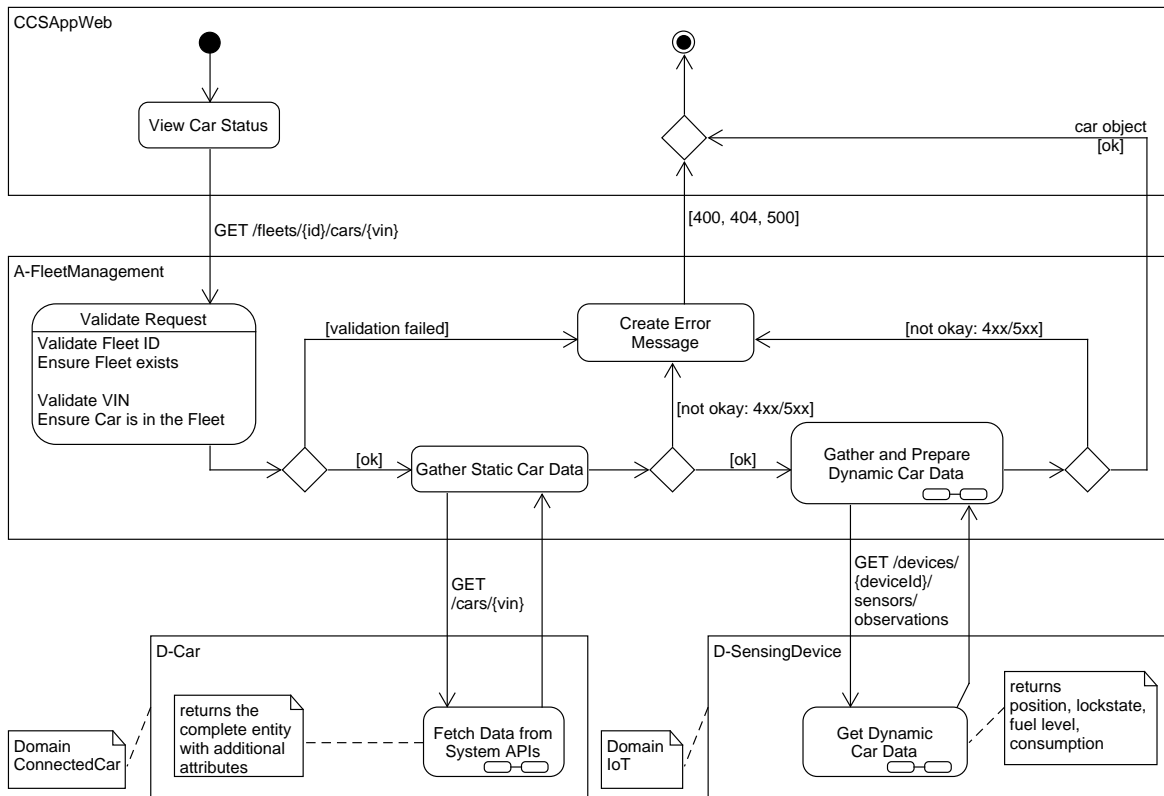 CCSAppWeb
View Car Status
car object
[ok]
GET /fleets/{id}/cars/{vin}
[400, 404, 500]
A-FleetManagement
Validate Request
Validate Fleet ID
Ensure Fleet exists
Validate VIN
Ensure Car is in the Fleet
[validation failed]
Create Error
Message
[not okay: 4xx/5xx]
[not okay: 4xx/5xx]
[ok]
Gather Static Car Data
[ok]
Gather and Prepare
Dynamic Car Data
GET
/cars/{vin}
GET /devices/
{deviceId}/
sensors/
observations
D-Car
returns the
complete entity
with additional
attributes
Fetch Data from
System APIs
Domain
ConnectedCar
D-SensingDevice
Domain
IoT
Get Dynamic
Car Data
returns
position, lockstate,
fuel level,
consumption